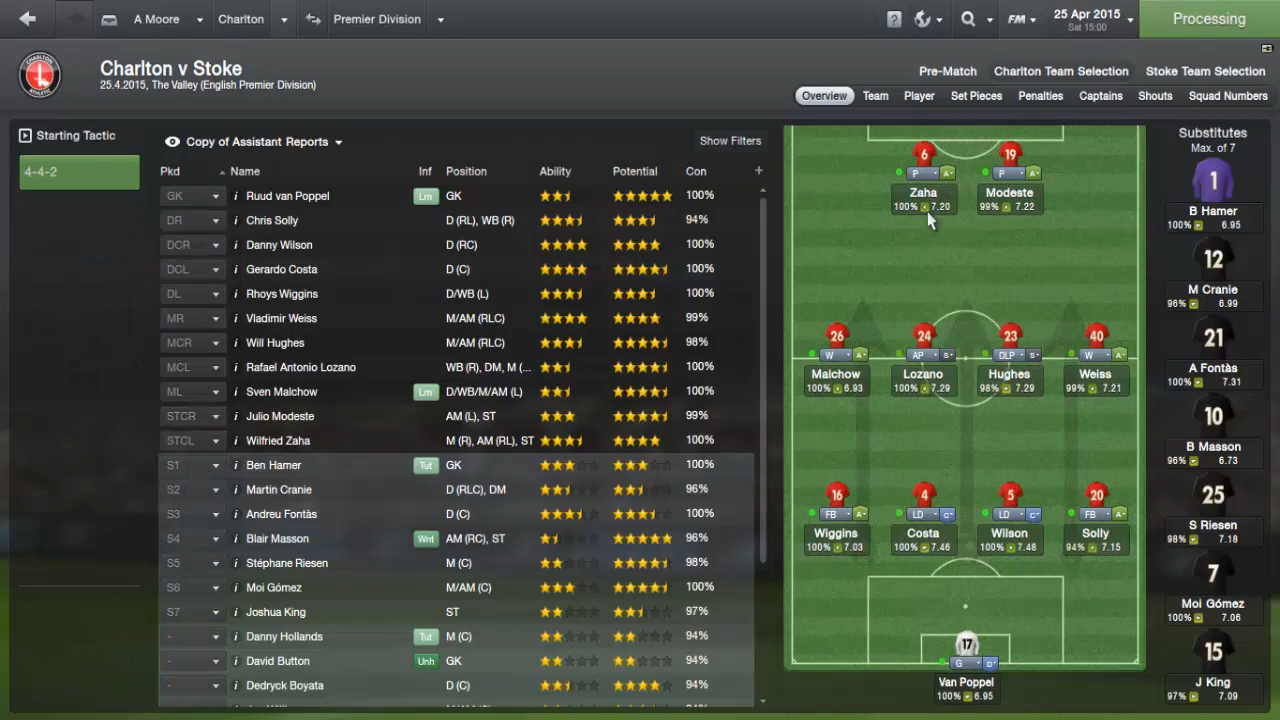 A Moore Charlton Premier Division ? FM 25 Apr 2015 Sat 15:00 Processing
Charlton v Stoke
25.4.2015, The Valley (English Premier Division)
Pre-Match Charlton Team Selection Stoke Team Selection
Overview Team Player Set Pieces Penalties Captains Shouts Squad Numbers
Starting Tactic
4-4-2
Copy of Assistant Reports Show Filters
Pkd Name Inf Position Ability Potential Con +
GK i Ruud van Poppel Lrn GK 100%
DR i Chris Solly D (RL), WB (R) 94%
DCR i Danny Wilson D (RC) 100%
DCL i Gerardo Costa D (C) 100%
DL i Rhoys Wiggins D/WB (L) 100%
MR i Vladimir Weiss M/AM (RLC) 99%
MCR i Will Hughes M/AM (RLC) 98%
MCL i Rafael Antonio Lozano WB (R), DM, M (... 100%
ML i Sven Malchow Lrn D/WB/M/AM (L) 100%
STCR i Julio Modeste AM (L), ST 99%
STCL i Wilfried Zaha M (R), AM (RL), ST 100%
S1 i Ben Hamer Tut GK 100%
S2 i Martin Cranie D (RLC), DM 96%
S3 i Andreu Fontàs D (C) 100%
S4 i Blair Masson Wnt AM (RC), ST 96%
S5 i Stéphane Riesen M (C) 98%
S6 i Moi Gómez M/AM (C) 100%
S7 i Joshua King ST 97%
- i Danny Hollands Tut M (C) 94%
- i David Button Unh GK 94%
- i Dedryck Boyata D (C) 94%
6 19
P A P A
Zaha Modeste
100% 7.20 99% 7.22
26 24 23 40
W A AP S DLP S W A
Malchow Lozano Hughes Weiss
100% 6.93 100% 7.29 98% 7.29 99% 7.21
16 4 5 20
FB A LD C LD C FB A
Wiggins Costa Wilson Solly
100% 7.03 100% 7.46 100% 7.48 94% 7.15
17
G D
Van Poppel
100% 6.95
Substitutes
Max. of 7
1
B Hamer
100% 6.95
12
M Cranie
96% 6.99
21
A Fontàs
100% 7.31
10
B Masson
96% 6.73
25
S Riesen
98% 7.18
7
Moi Gómez
100% 7.06
15
J King
97% 7.09